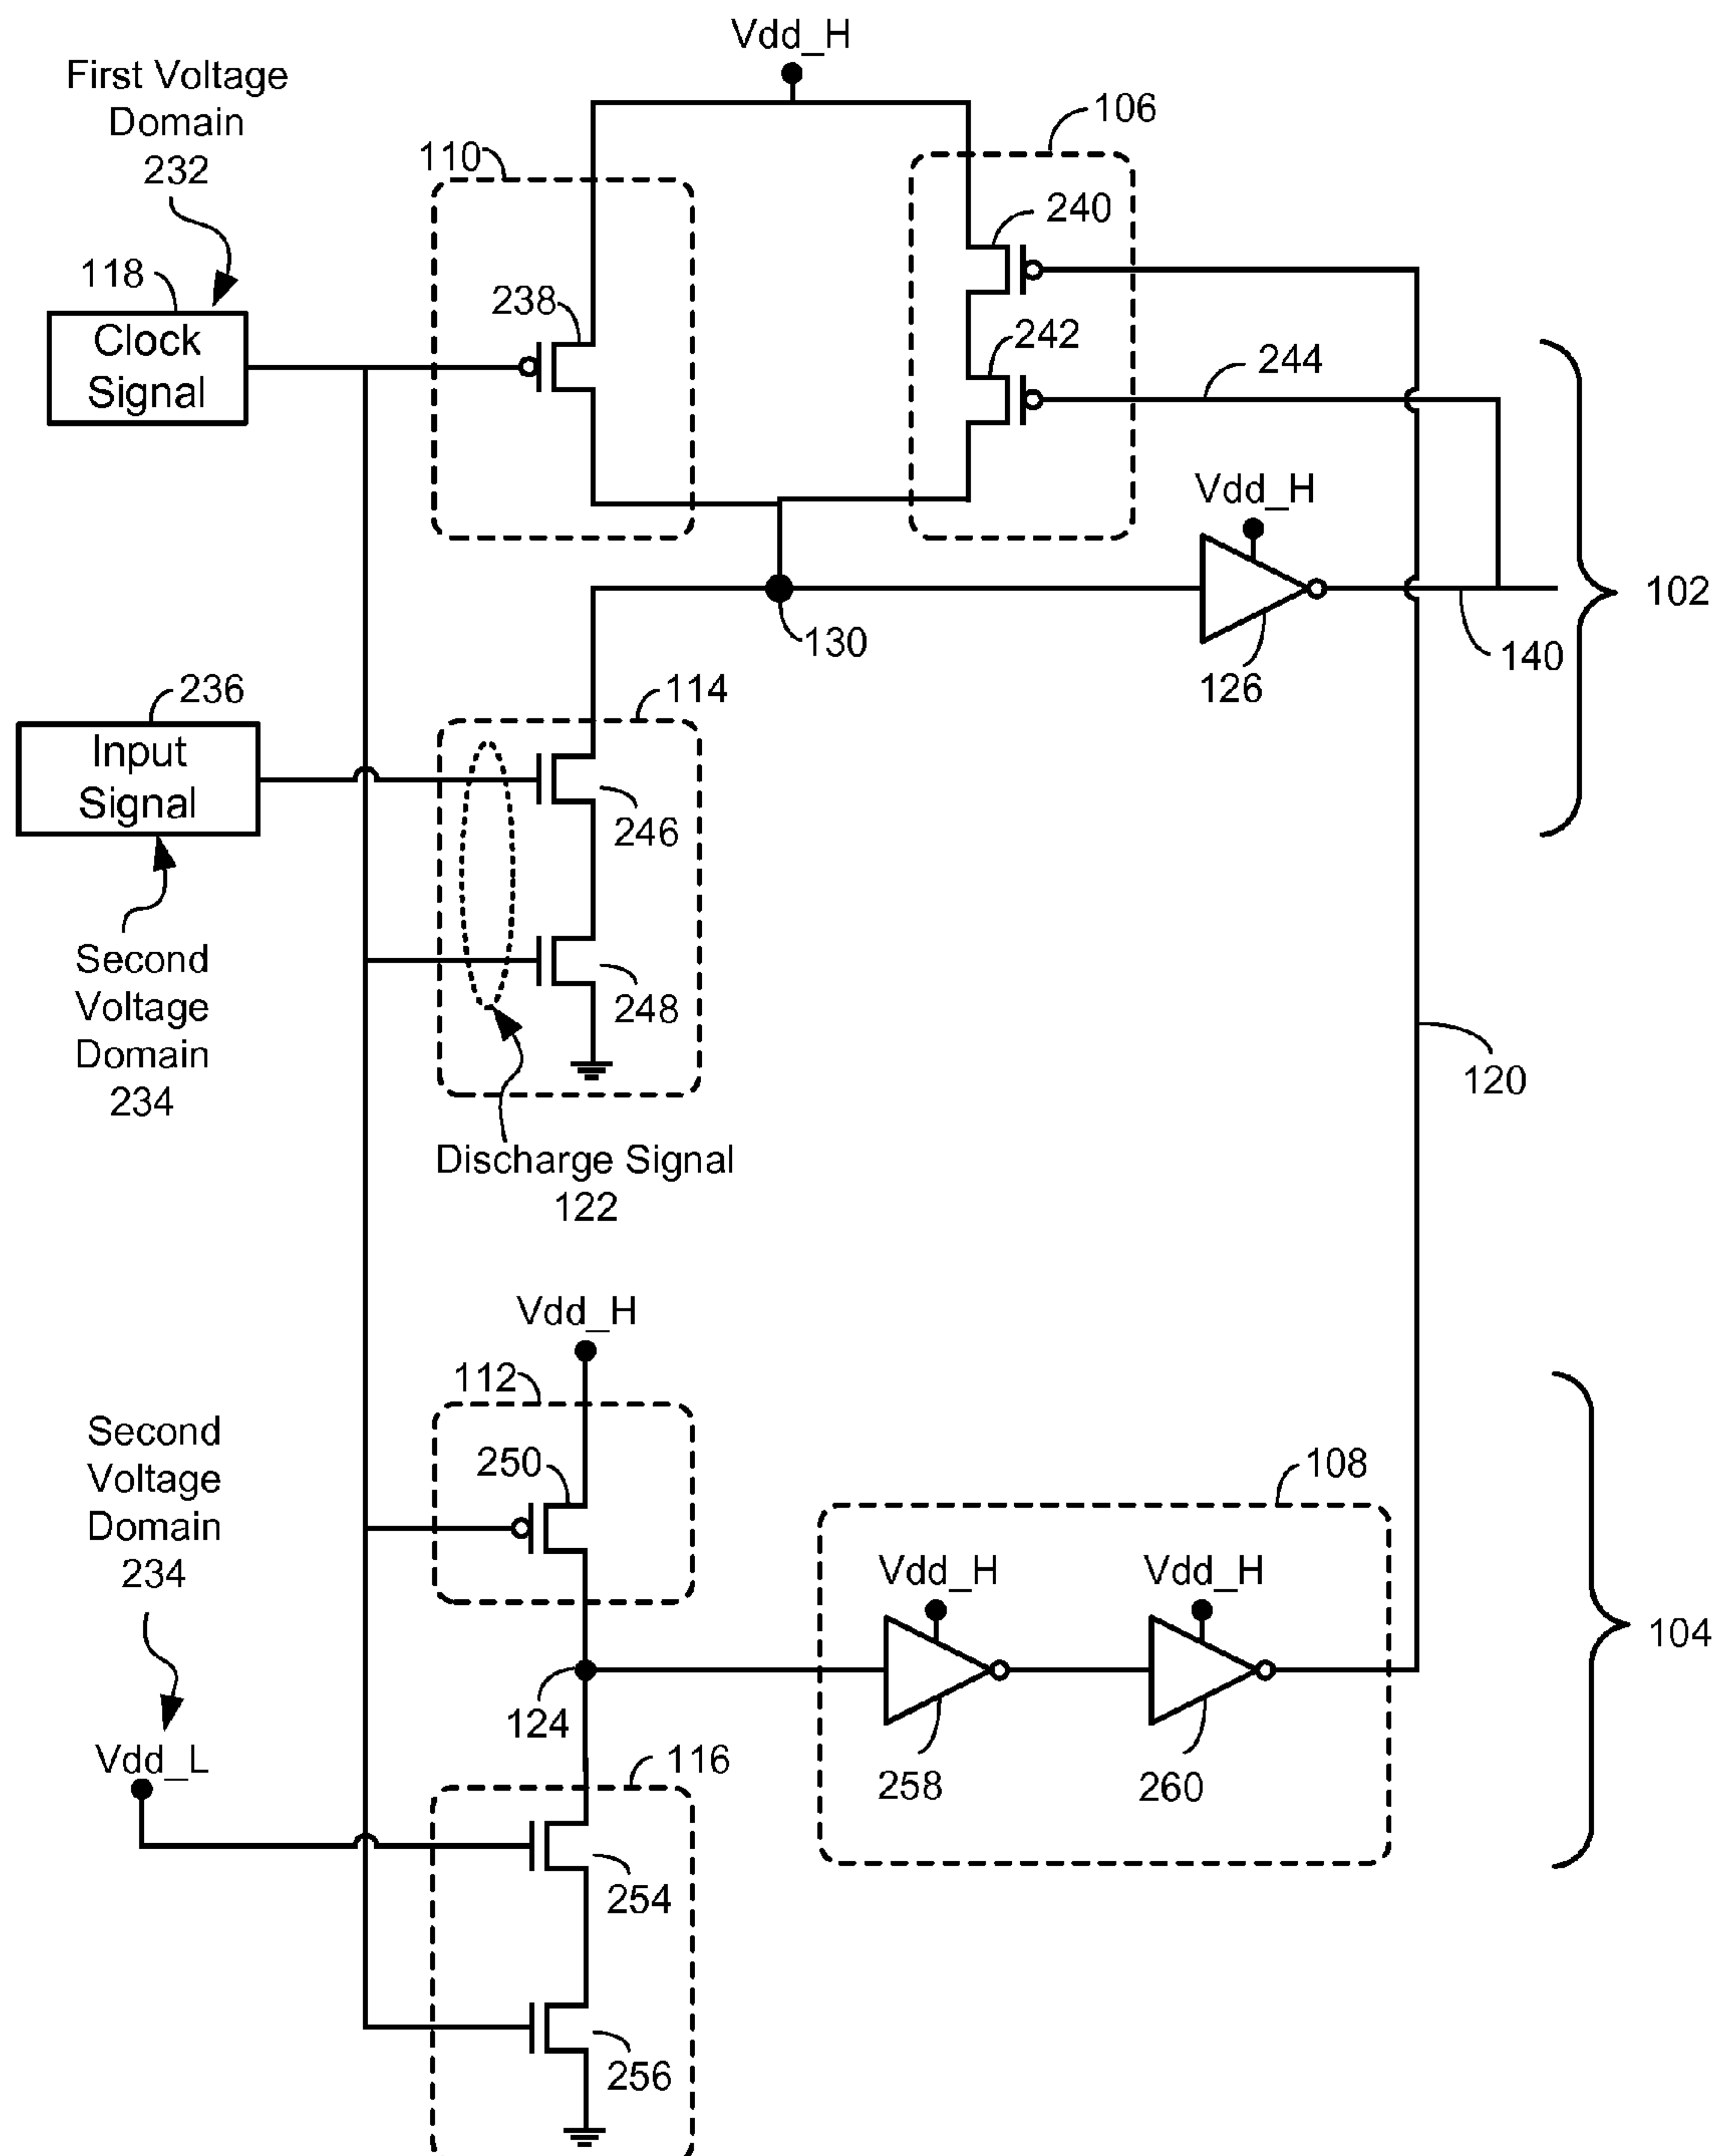 Vdd_H
First Voltage
Domain
232
106
110
240
118
238
242
244
Clock
Signal
Vdd_H
102
130
140
126
236
114
Input
Signal
246
Second
Voltage
Domain
234
248
120
Discharge Signal
122
Vdd_H
112
Second
Voltage
Domain
234
250
108
Vdd_H
Vdd_H
104
124
Vdd_L
116
258
260
254
256